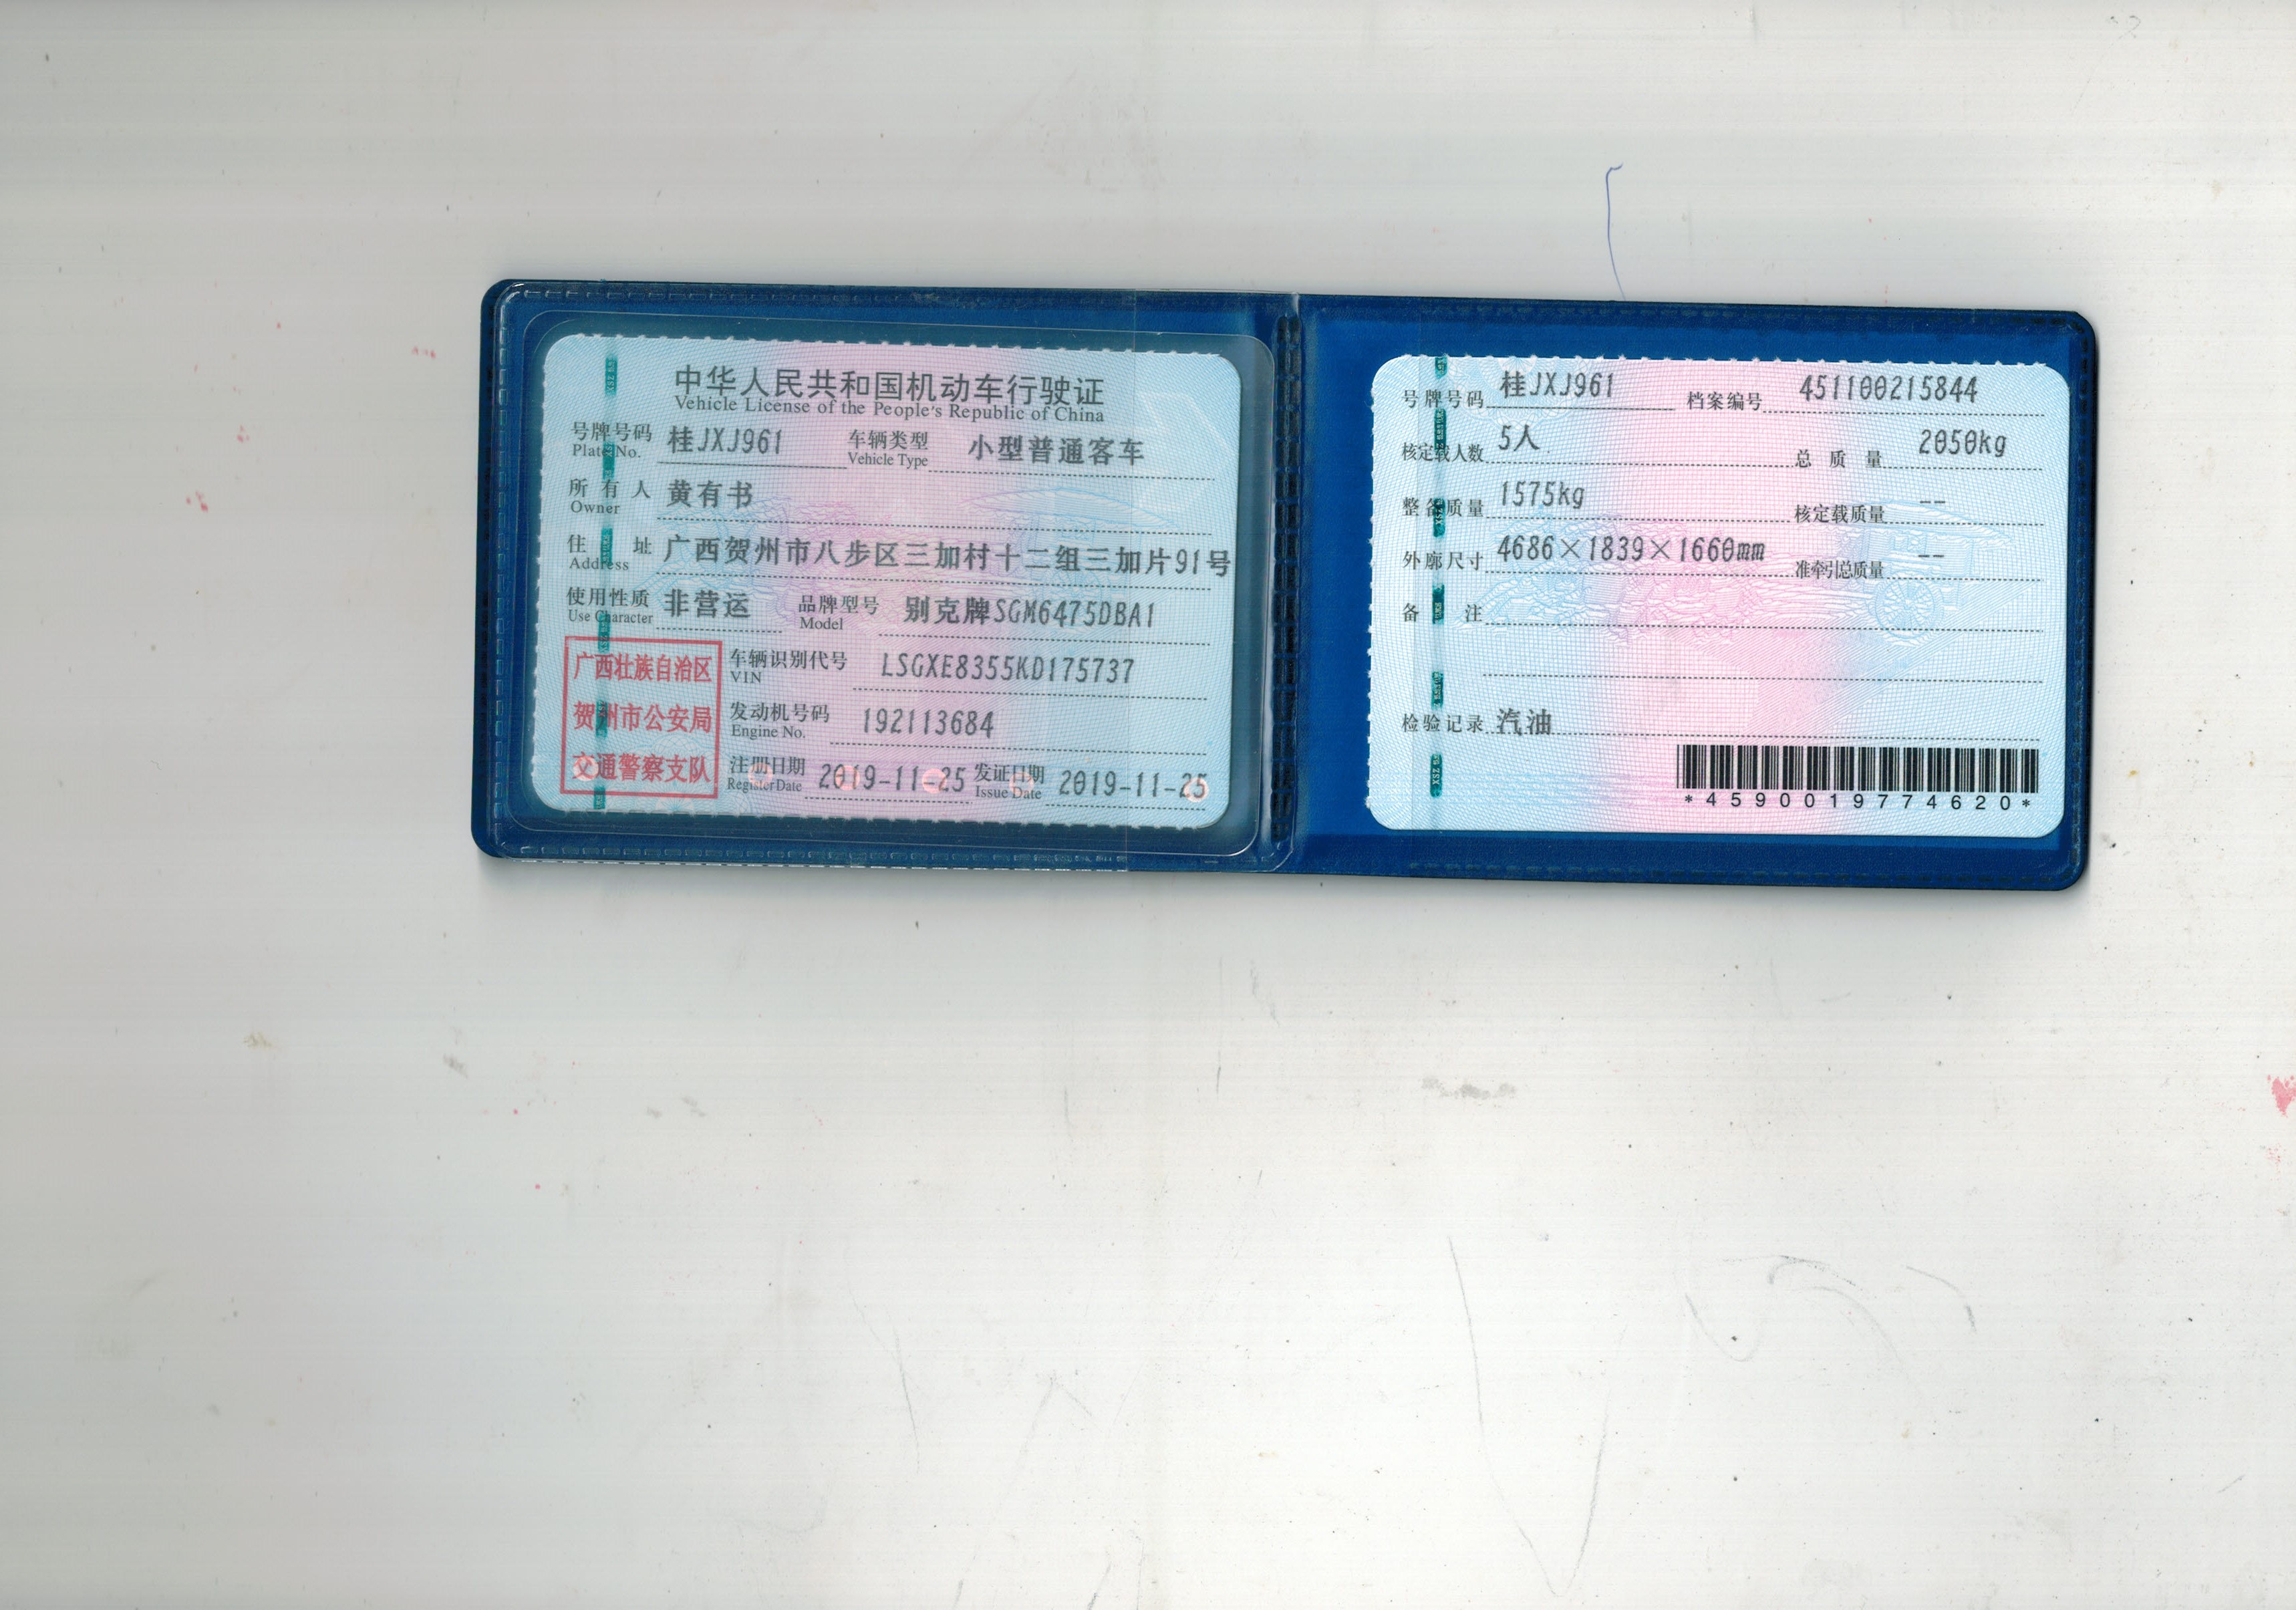 中华人民共和国机动车行驶证
Vehicle License of the People's Republic of China
号牌号码 桂JXJ961 车辆类型 小型普通客车
Plate No. Vehicle Type
所有人 黄有书
Owner
住址 广西贺州市八步区三加村十二组三加片91号
Address
使用性质 非营运 品牌型号 别克牌SGM6475DBA1
Use Character Model
广西壮族自治区
贺州市公安局
交通警察支队
车辆识别代号 LSGXE8355KD175737
VIN
发动机号码 192113684
Engine No.
注册日期 2019-11-25 发证日期 2019-11-25
Register Date Issue Date
号牌号码 桂JXJ961 档案编号 451100215844
核定载人数 5人 总质量 2050kg
整备质量 1575kg 核定载质量 --
外廓尺寸 4686×1839×1660mm 准牵引总质量 --
备注
检验记录 汽油
*4590019774620*